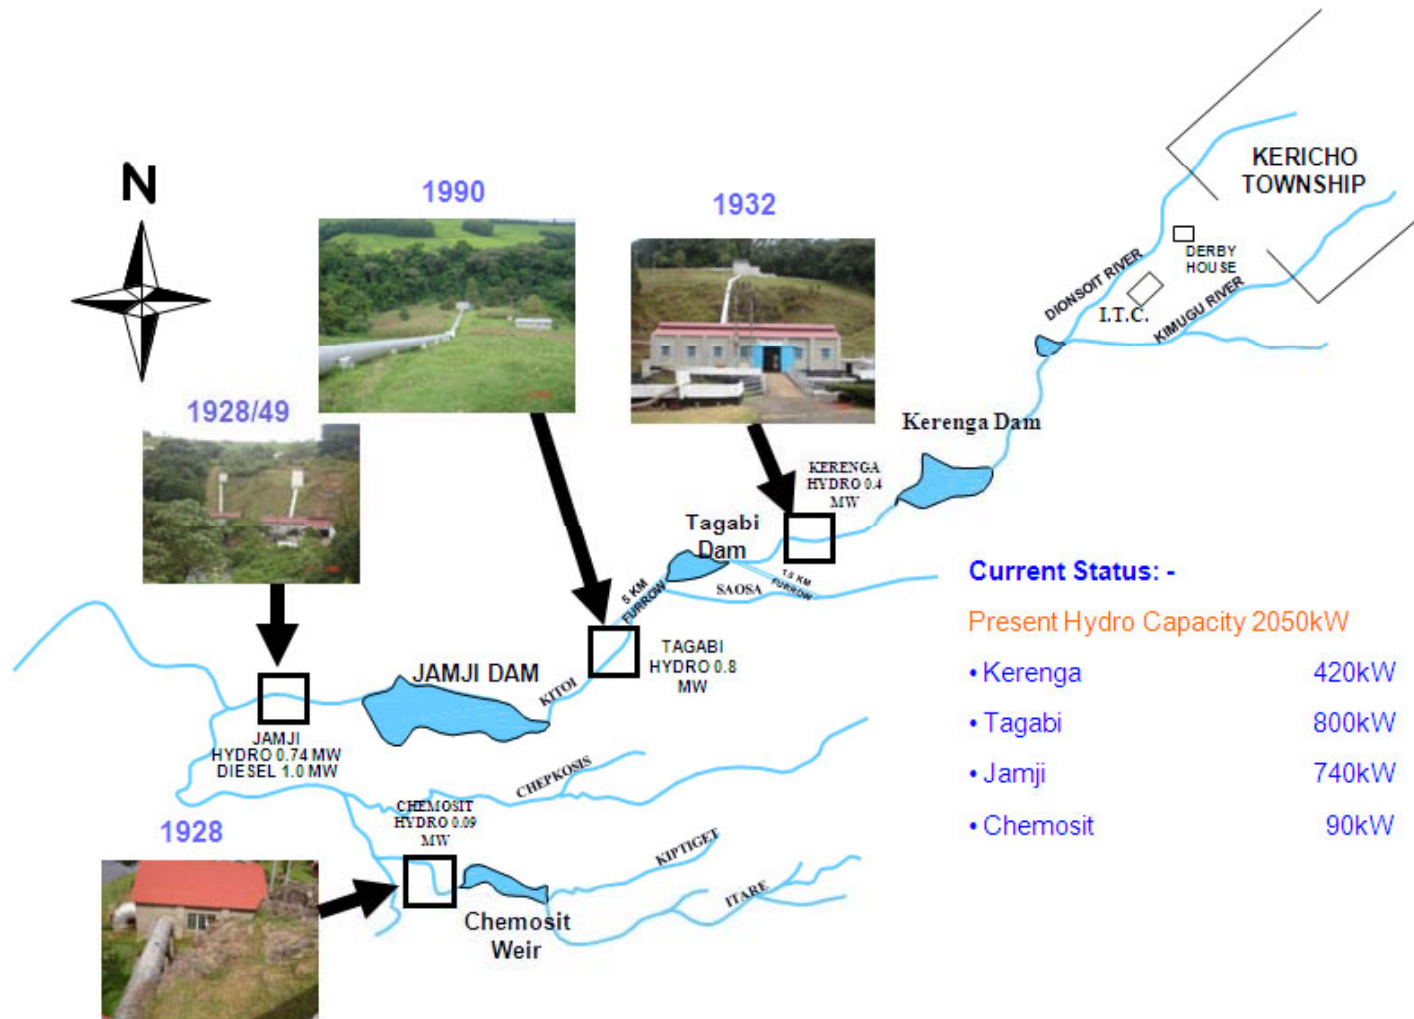 N
1990
1932
KERICHO
TOWNSHIP
DERBY
HOUSE
DIONSOIT RIVER
I.T.C.
KIMUGU RIVER
1928/49
Kerenga Dam
KERENGA
HYDRO 0.4
MW
Tagabi
Dam
1.5 KM
FURROW
SAOSA
5 KM
FURROW
TAGABI
HYDRO 0.8
MW
KITOI
JAMJI DAM
JAMJI
HYDRO 0.74 MW
DIESEL 1.0 MW
CHEPKOSIS
CHEMOSIT
HYDRO 0.09
MW
1928
KIPTIGET
ITARE
Chemosit
Weir
Current Status: -
Present Hydro Capacity 2050kW
• Kerenga 420kW
• Tagabi 800kW
• Jamji 740kW
• Chemosit 90kW